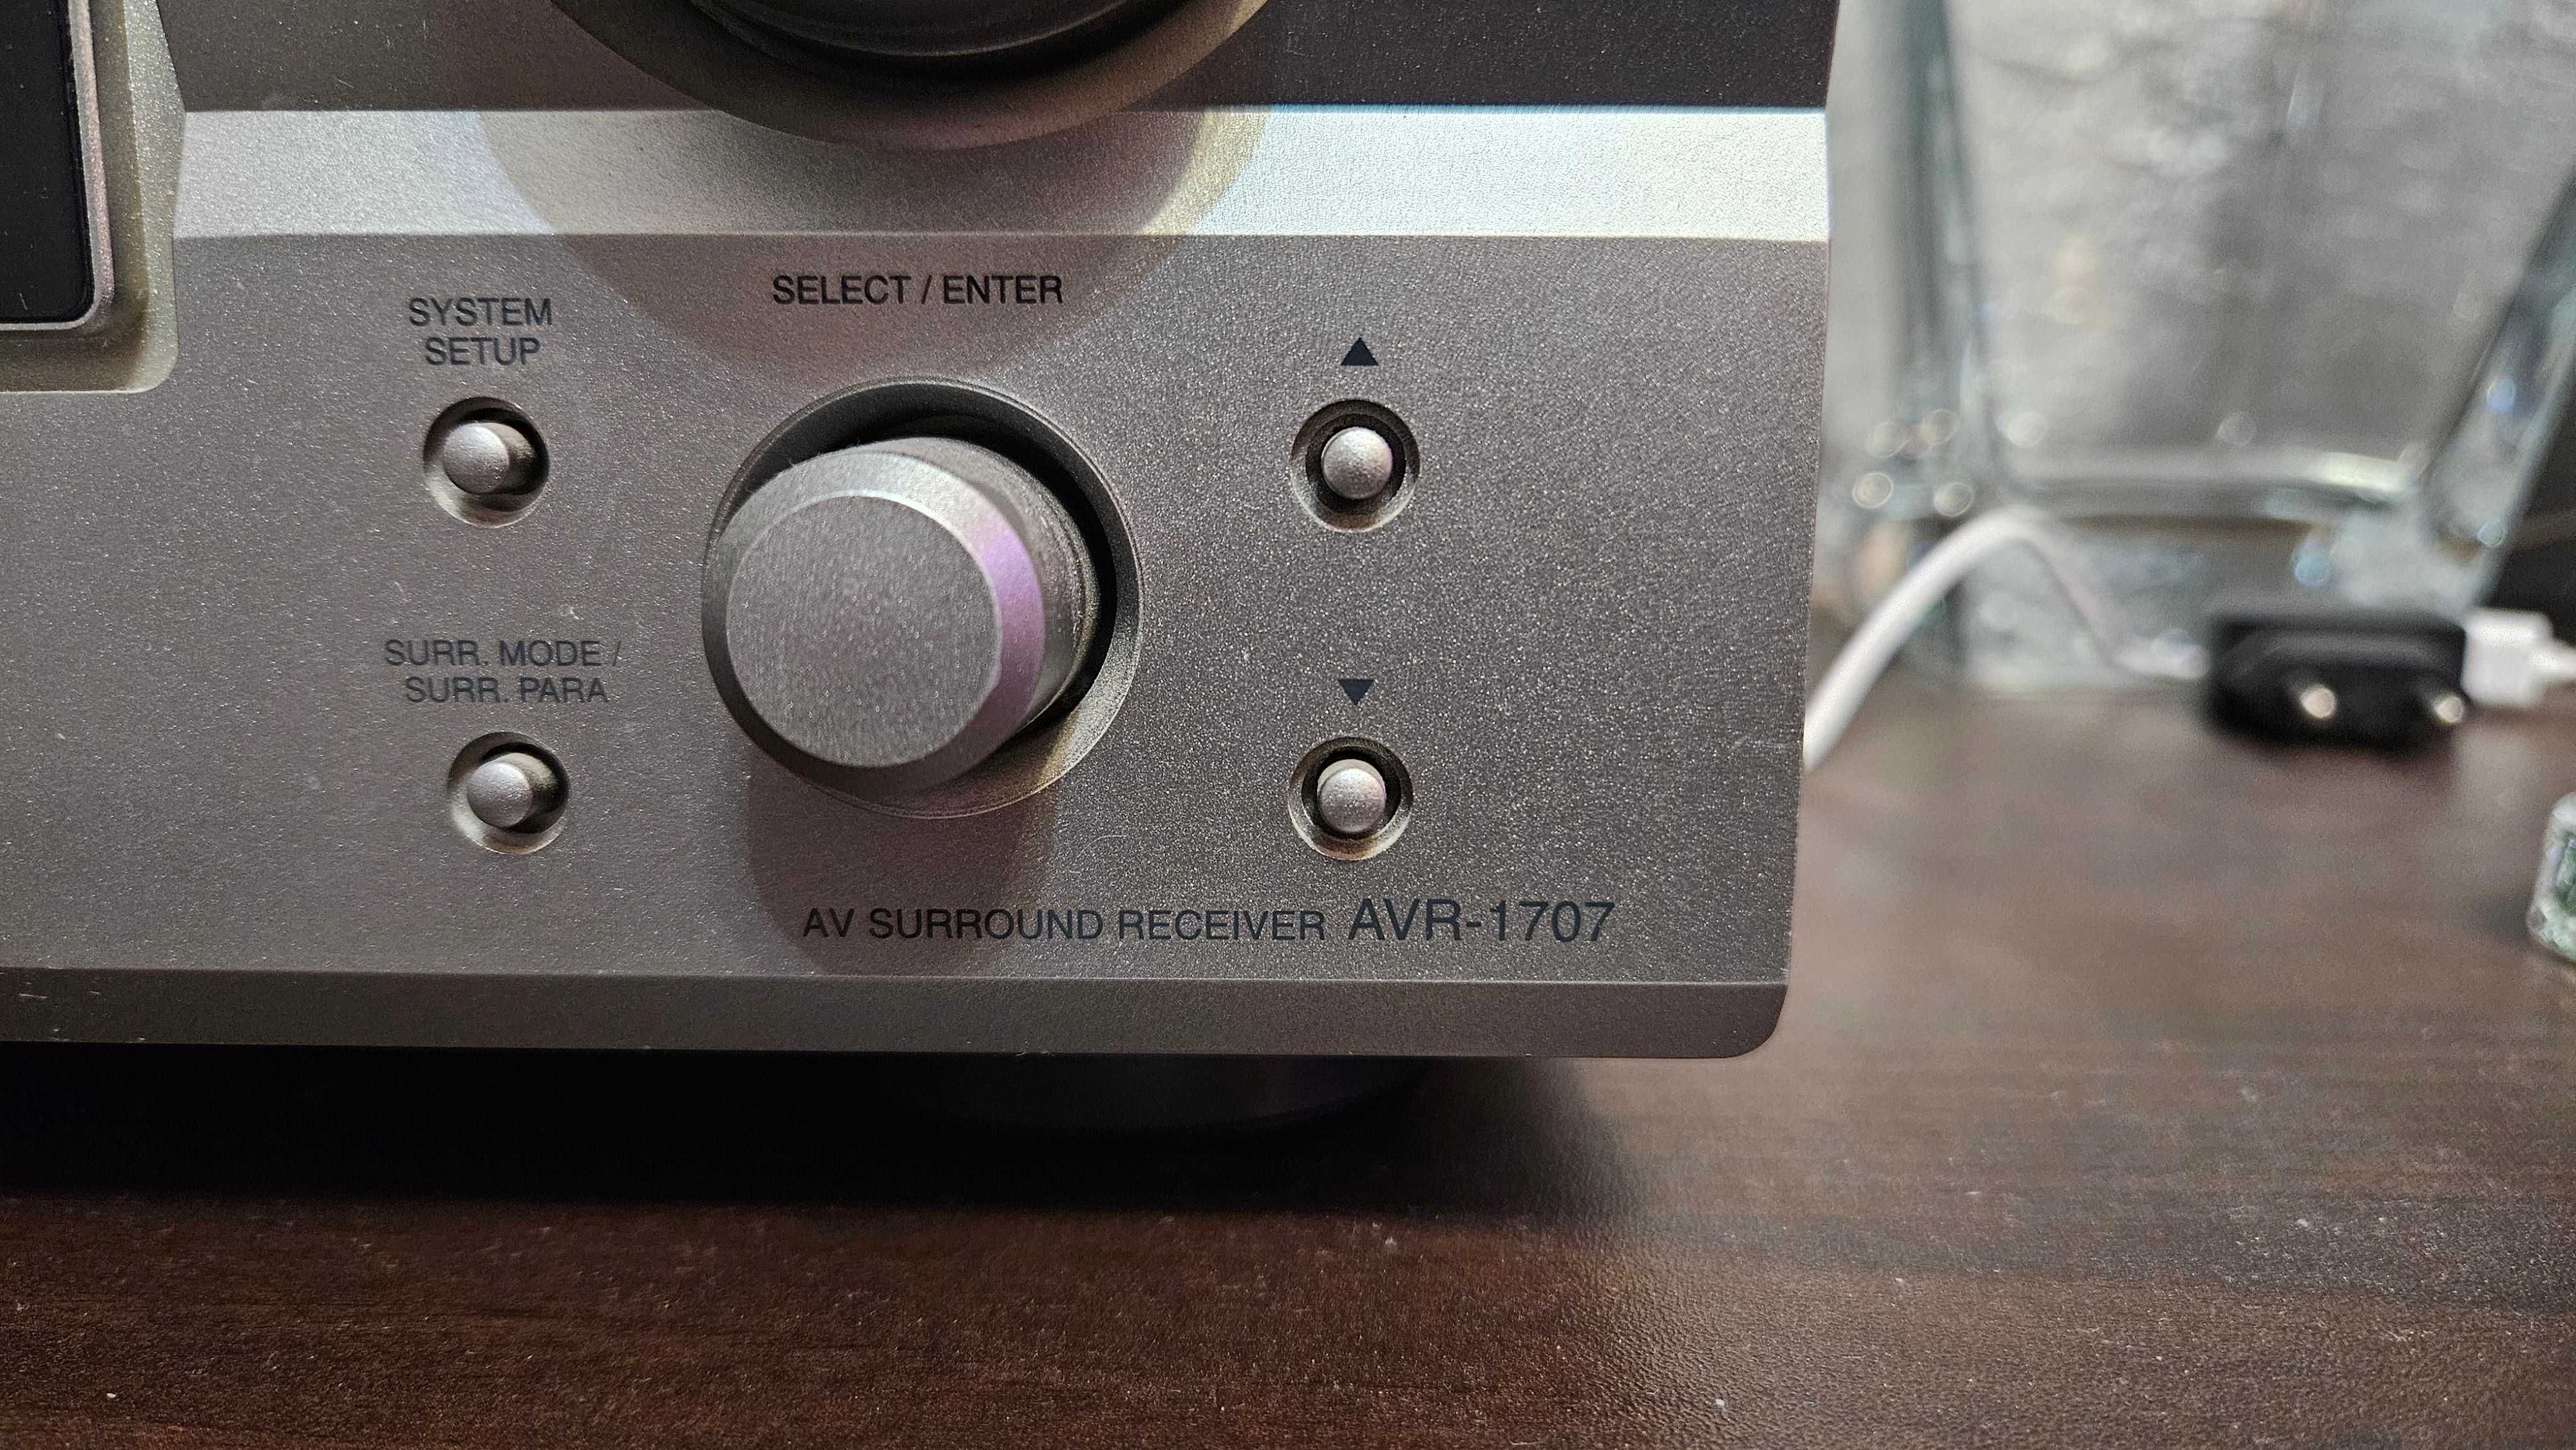 SELECT / ENTER
SYSTEM
SETUP
SURR. MODE /
SURR. PARA
AV SURROUND RECEIVER AVR-1707